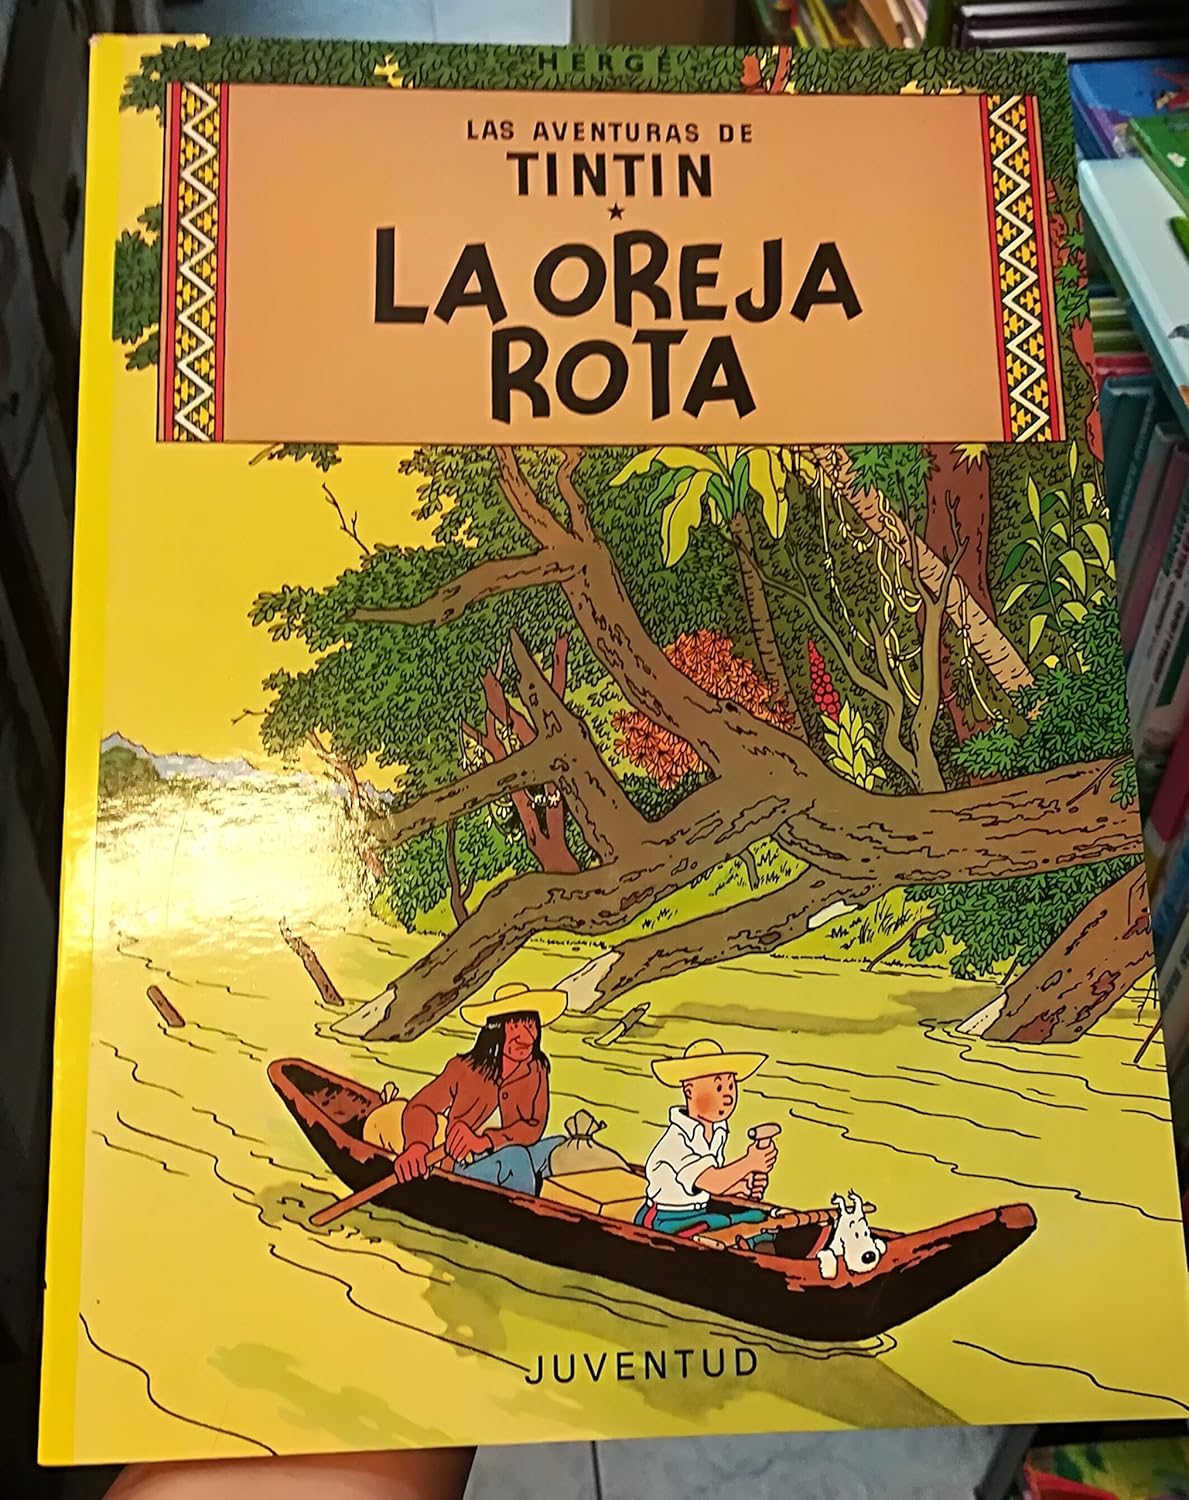 HERGÉ
LAS AVENTURAS DE
TINTIN
LA OREJA
ROTA
JUVENTUD